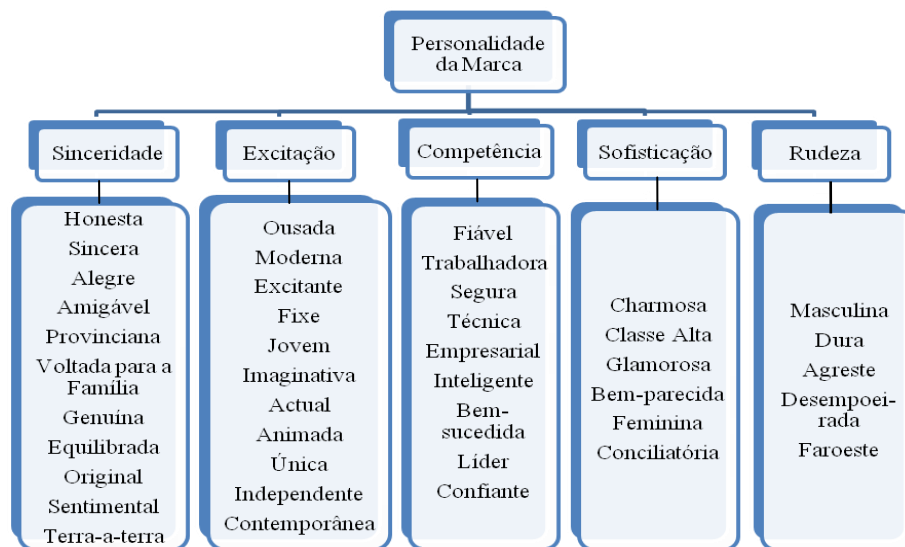 Personalidade
da Marca
Sinceridade
Excitação
Competência
Sofisticação
Rudeza
Honesta
Sincera
Alegre
Amigável
Provinciana
Voltada para a
Família
Genuína
Equilibrada
Original
Sentimental
Terra-a-terra
Ousada
Moderna
Excitante
Fixe
Jovem
Imaginativa
Actual
Animada
Única
Independente
Contemporânea
Fiável
Trabalhadora
Segura
Técnica
Empresarial
Inteligente
Bem-
sucedida
Líder
Confiante
Charmosa
Classe Alta
Glamorosa
Bem-parecida
Feminina
Conciliatória
Masculina
Dura
Agreste
Desempoei-
rada
Faroeste